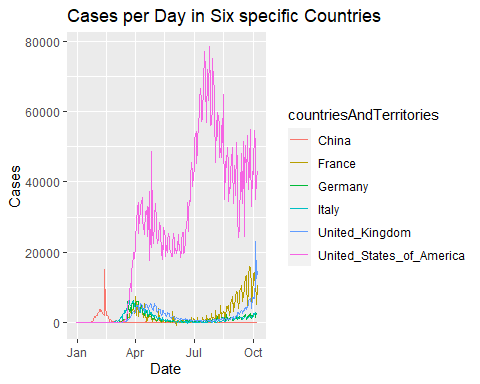 Cases per Day in Six specific Countries
80000
60000
40000
20000
0
Cases
Jan Apr Jul Oct
Date
countriesAndTerritories
China
France
Germany
Italy
United_Kingdom
United_States_of_America